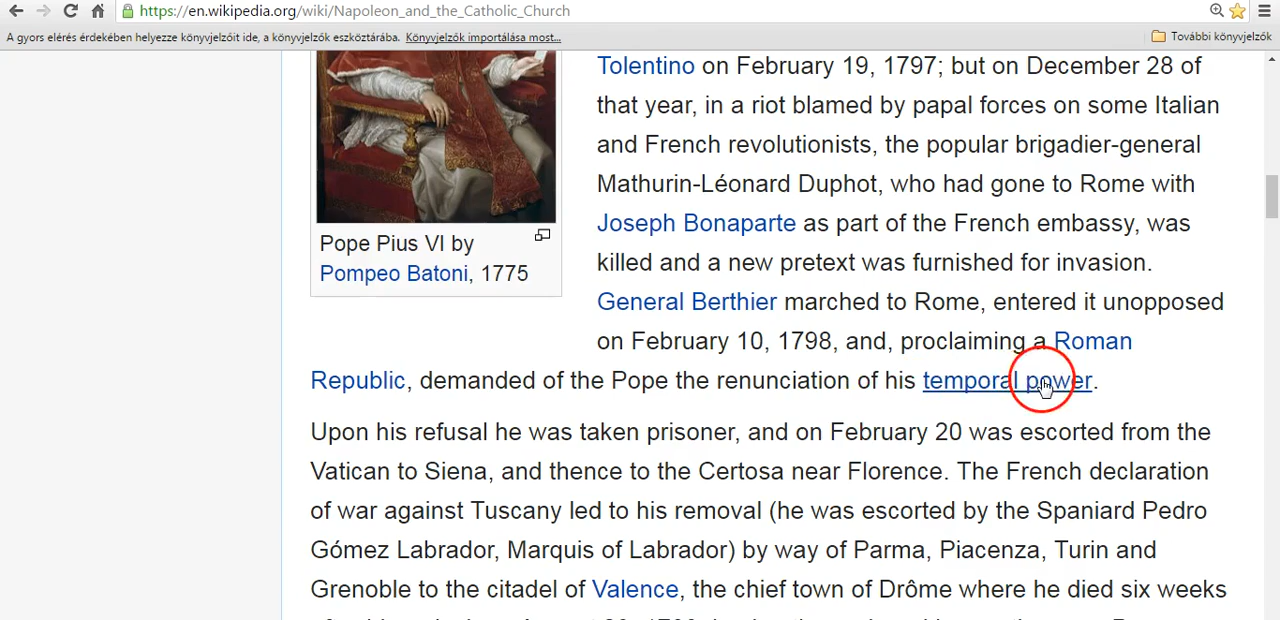 https://en.wikipedia.org/wiki/Napoleon_and_the_Catholic_Church
A gyors elérés érdekében helyezze könyvjelzőit ide, a könyvjelzők eszköztárába. Könyvjelzők importálása most...
További könyvjelzők
Pope Pius VI by
Pompeo Batoni, 1775
Tolentino on February 19, 1797; but on December 28 of
that year, in a riot blamed by papal forces on some Italian
and French revolutionists, the popular brigadier-general
Mathurin-Léonard Duphot, who had gone to Rome with
Joseph Bonaparte as part of the French embassy, was
killed and a new pretext was furnished for invasion.
General Berthier marched to Rome, entered it unopposed
on February 10, 1798, and, proclaiming a Roman
Republic, demanded of the Pope the renunciation of his temporal power.
Upon his refusal he was taken prisoner, and on February 20 was escorted from the
Vatican to Siena, and thence to the Certosa near Florence. The French declaration
of war against Tuscany led to his removal (he was escorted by the Spaniard Pedro
Gómez Labrador, Marquis of Labrador) by way of Parma, Piacenza, Turin and
Grenoble to the citadel of Valence, the chief town of Drôme where he died six weeks